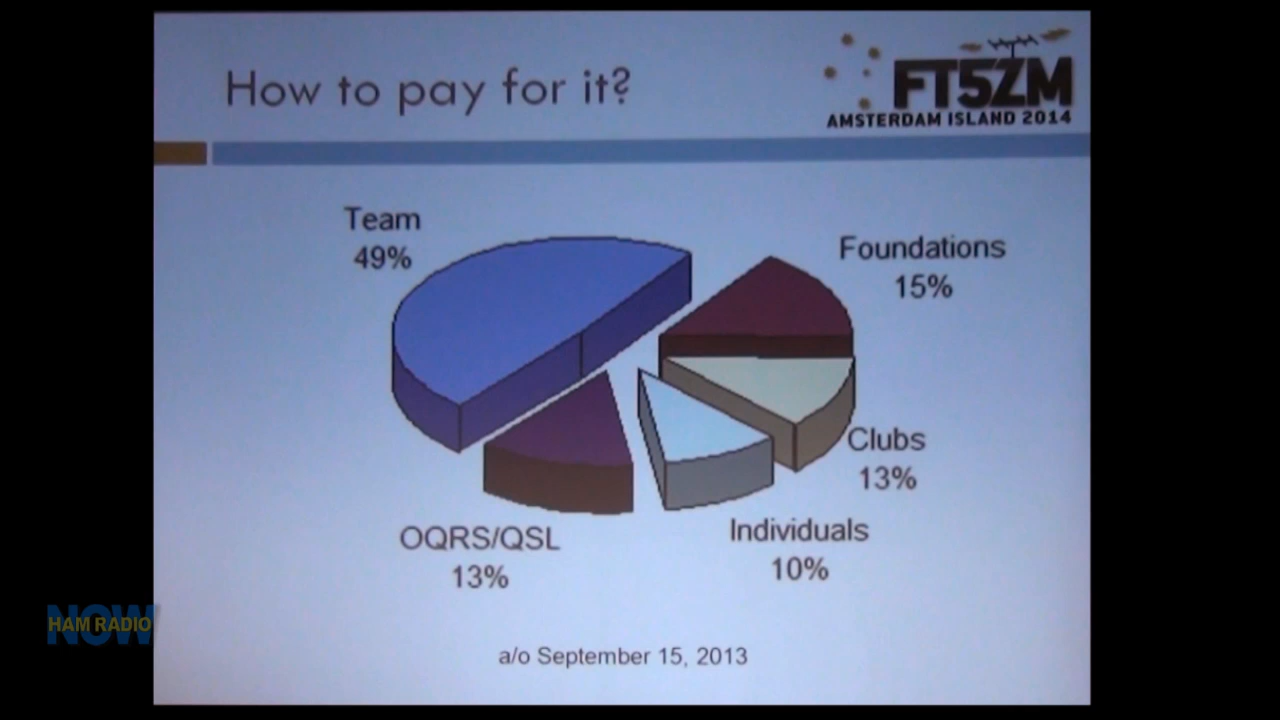 How to pay for it?
FT5ZM
AMSTERDAM ISLAND 2014
Team
49%
Foundations
15%
Clubs
13%
Individuals
10%
OQRS/QSL
13%
a/o September 15, 2013
NOW
HAM RADIO